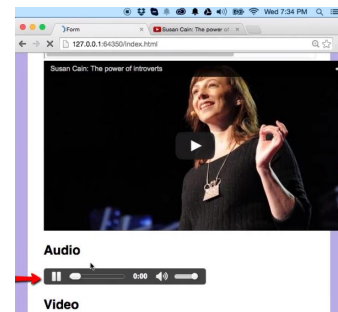 Wed 7:34 PM Q
Form
Susan Cain: The power of
127.0.0.1:64350/index.html
Susan Cain: The power of introverts
Audio
0:00
Video